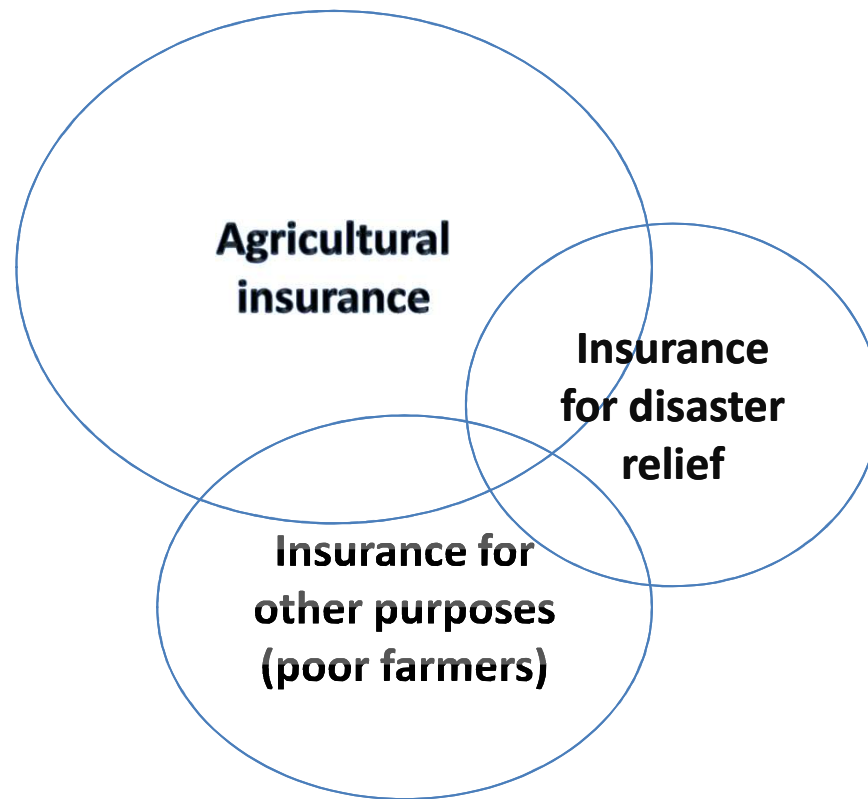 Agricultural
insurance
Insurance
for disaster
relief
Insurance for
other purposes
(poor farmers)